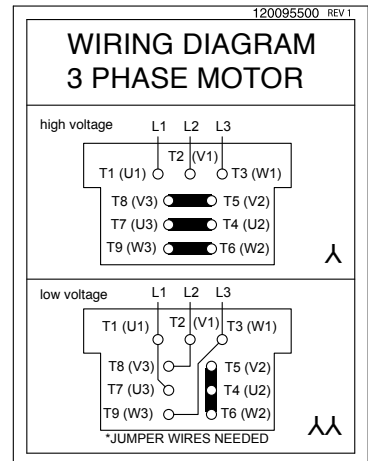 120095500 REV 1
WIRING DIAGRAM
3 PHASE MOTOR
high voltage L1 L2 L3
T1 (U1) T2 (V1) T3 (W1)
T8 (V3) T5 (V2)
T7 (U3) T4 (U2)
T9 (W3) T6 (W2)
low voltage L1 L2 L3
T1 (U1) T2 (V1) T3 (W1)
T8 (V3) T5 (V2)
T7 (U3) T4 (U2)
T9 (W3) T6 (W2)
*JUMPER WIRES NEEDED